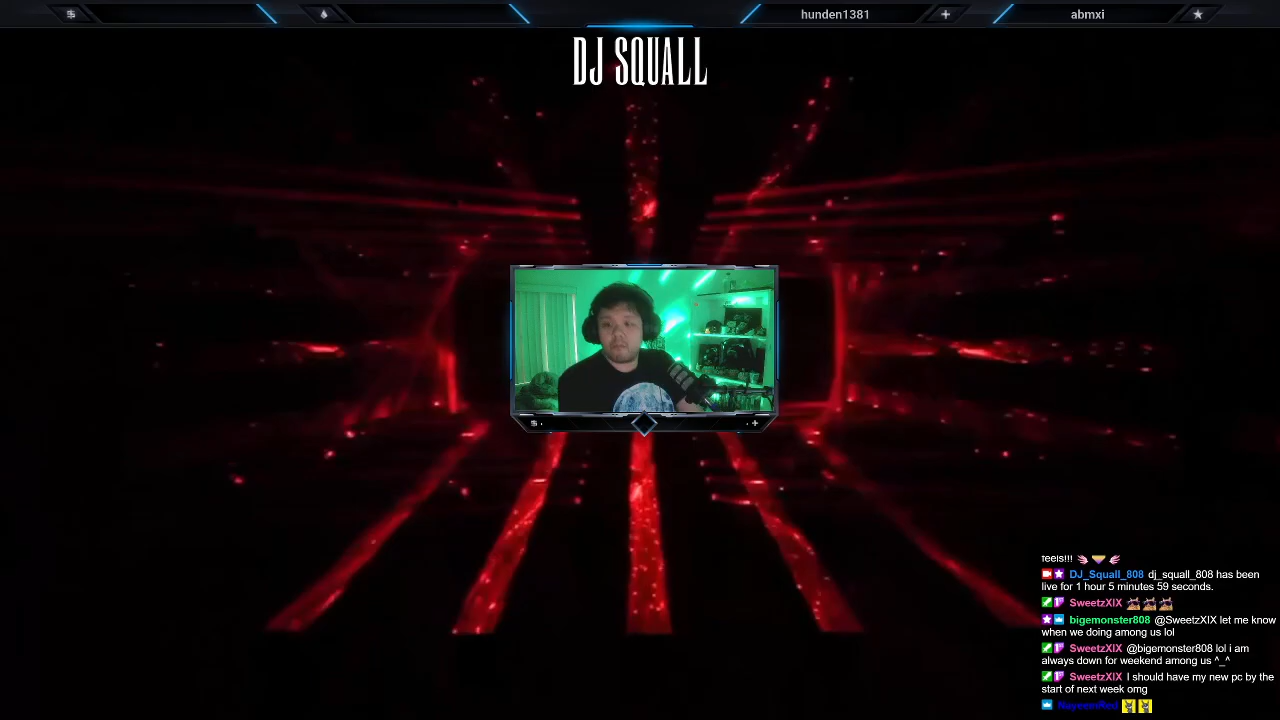 hunden1381
abmxi
DJ SQUALL
teeis!!!
DJ_Squall_808 dj_squall_808 has been
live for 1 hour 5 minutes 59 seconds.
SweetzXIX
bigemonster808 @SweetzXIX let me know
when we doing among us lol
SweetzXIX @bigemonster808 lol i am
always down for weekend among us ^_^
SweetzXIX I should have my new pc by the
start of next week omg
NayeemRed